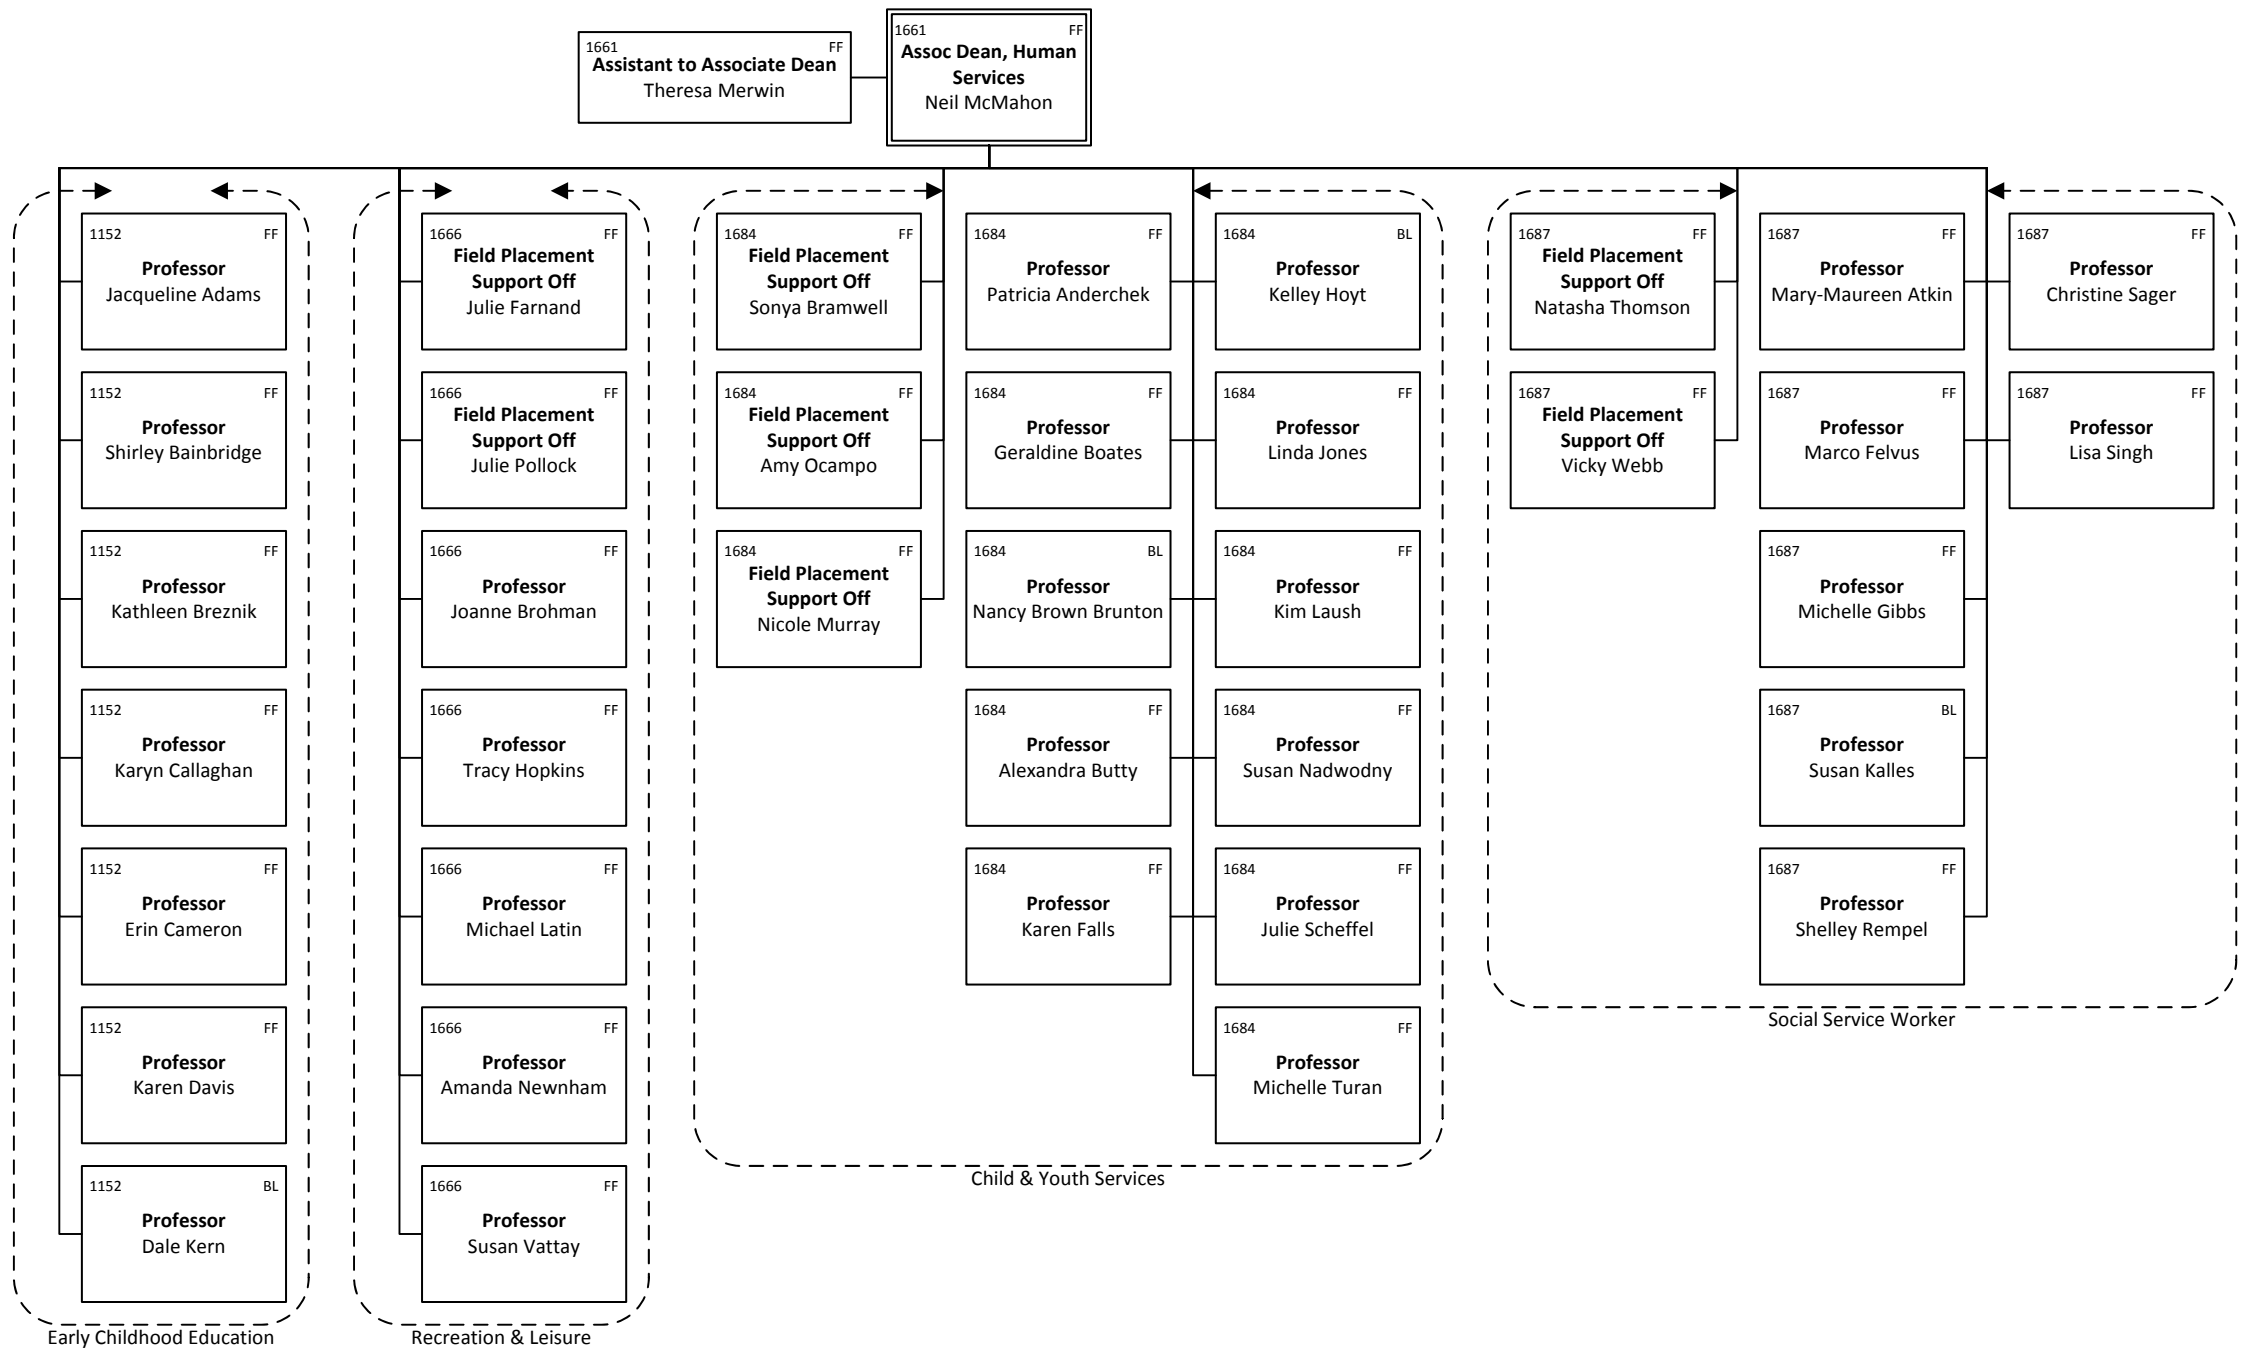 1661 FF
Assistant to Associate Dean
Theresa Merwin
1661 FF
Assoc Dean, Human
Services
Neil McMahon
1152 FF
Professor
Jacqueline Adams
1152 FF
Professor
Shirley Bainbridge
1152 FF
Professor
Kathleen Breznik
1152 FF
Professor
Karyn Callaghan
1152 FF
Professor
Erin Cameron
1152 FF
Professor
Karen Davis
1152 BL
Professor
Dale Kern
Early Childhood Education
1666 FF
Field Placement
Support Off
Julie Farnand
1666 FF
Field Placement
Support Off
Julie Pollock
1666 FF
Professor
Joanne Brohman
1666 FF
Professor
Tracy Hopkins
1666 FF
Professor
Michael Latin
1666 FF
Professor
Amanda Newnham
1666 FF
Professor
Susan Vattay
Recreation & Leisure
1684 FF
Field Placement
Support Off
Sonya Bramwell
1684 FF
Field Placement
Support Off
Amy Ocampo
1684 FF
Field Placement
Support Off
Nicole Murray
1684 FF
Professor
Patricia Anderchek
1684 FF
Professor
Geraldine Boates
1684 BL
Professor
Nancy Brown Brunton
1684 FF
Professor
Alexandra Butty
1684 FF
Professor
Karen Falls
1684 BL
Professor
Kelley Hoyt
1684 FF
Professor
Linda Jones
1684 FF
Professor
Kim Laush
1684 FF
Professor
Susan Nadwodny
1684 FF
Professor
Julie Scheffel
1684 FF
Professor
Michelle Turan
Child & Youth Services
1687 FF
Field Placement
Support Off
Natasha Thomson
1687 FF
Field Placement
Support Off
Vicky Webb
1687 FF
Professor
Mary-Maureen Atkin
1687 FF
Professor
Marco Felvus
1687 FF
Professor
Michelle Gibbs
1687 BL
Professor
Susan Kalles
1687 FF
Professor
Shelley Rempel
1687 FF
Professor
Christine Sager
1687 FF
Professor
Lisa Singh
Social Service Worker